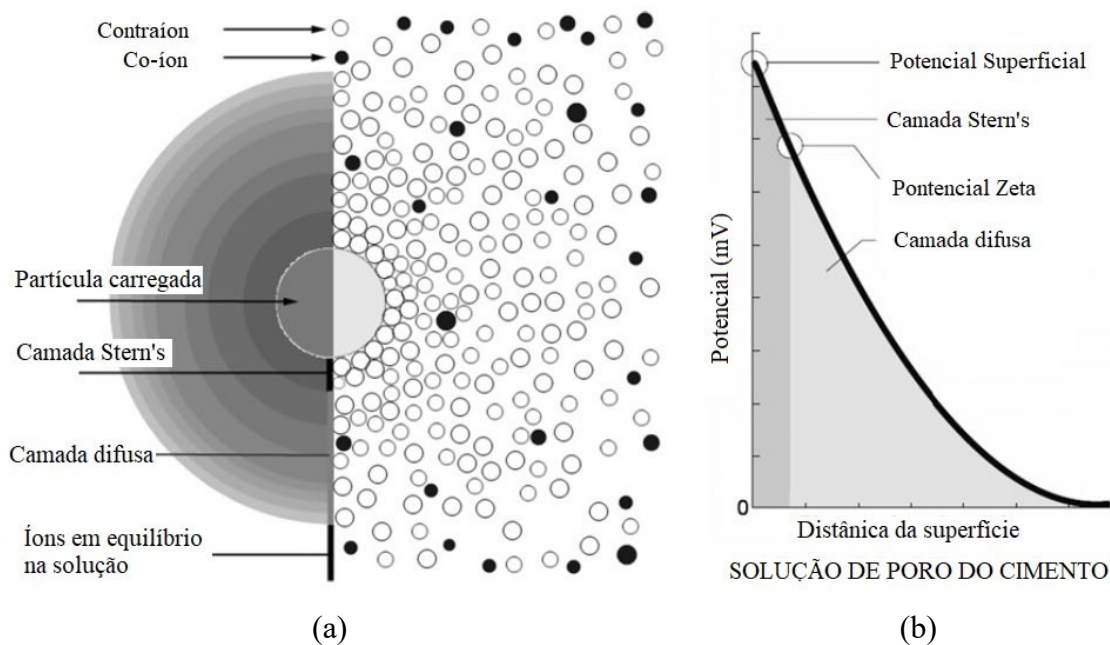 Contraíon
Co-íon
Partícula carregada
Camada Stern's
Camada difusa
Íons em equilíbrio
na solução
(a)
Potencial (mV)
Potencial Superficial
Camada Stern's
Pontencial Zeta
Camada difusa
0
Distânica da superfície
SOLUÇÃO DE PORO DO CIMENTO
(b)